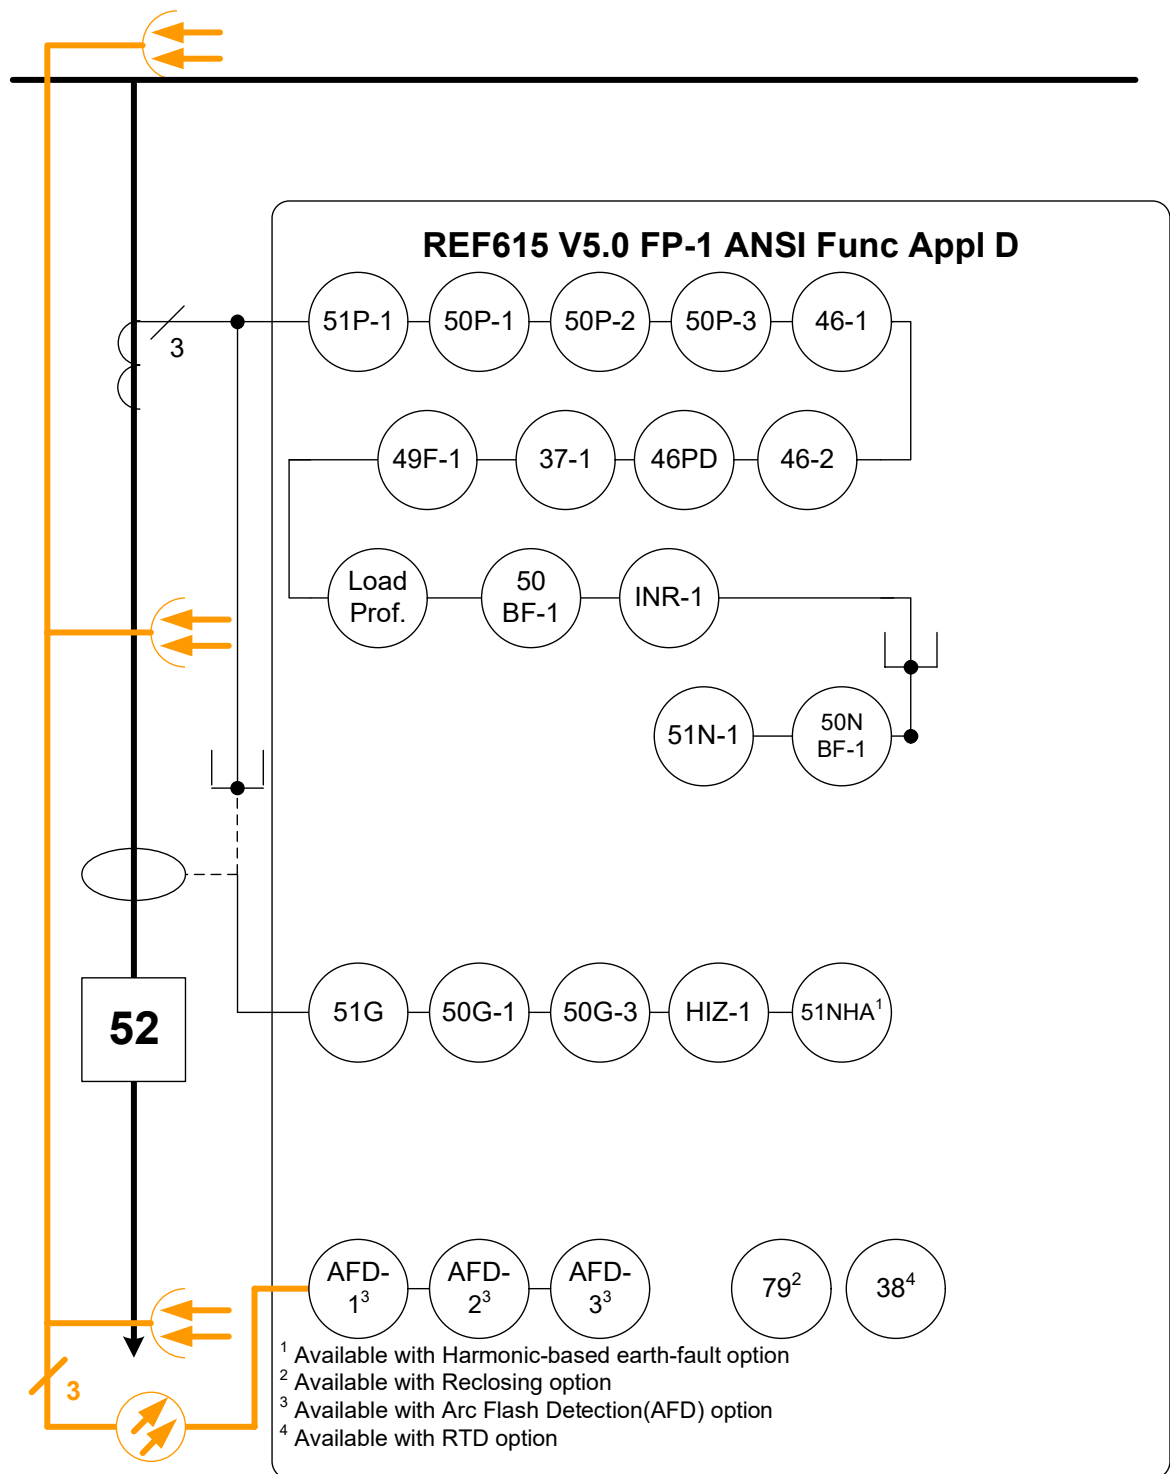 REF615 V5.0 FP-1 ANSI Func Appl D
51P-1 50P-1 50P-2 50P-3 46-1
3
49F-1 37-1 46PD 46-2
Load
Prof.
50
BF-1
INR-1
51N-1
50N
BF-1
52
51G 50G-1 50G-3 HIZ-1 51NHA¹
AFD-
1³
AFD-
2³
AFD-
3³
79²
38⁴
¹ Available with Harmonic-based earth-fault option
² Available with Reclosing option
³ Available with Arc Flash Detection(AFD) option
⁴ Available with RTD option
3